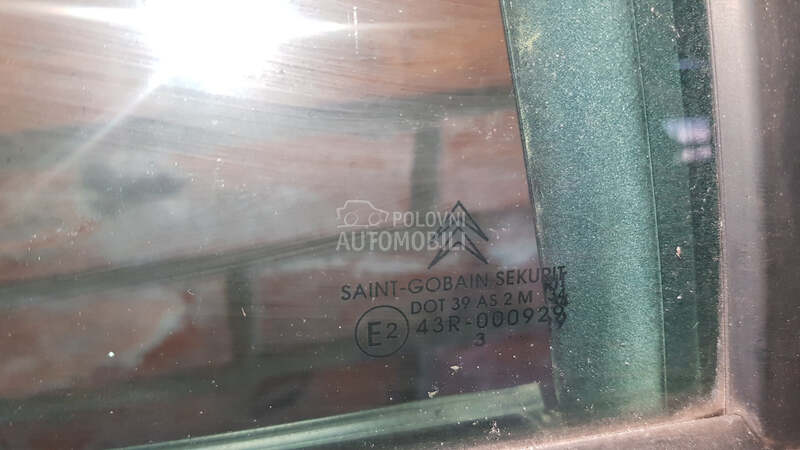 POLOVNI
AUTOMOBILI
SAINT-GOBAIN SEKURIT
DOT 39 AS 2 M
E2 43R-000929
3